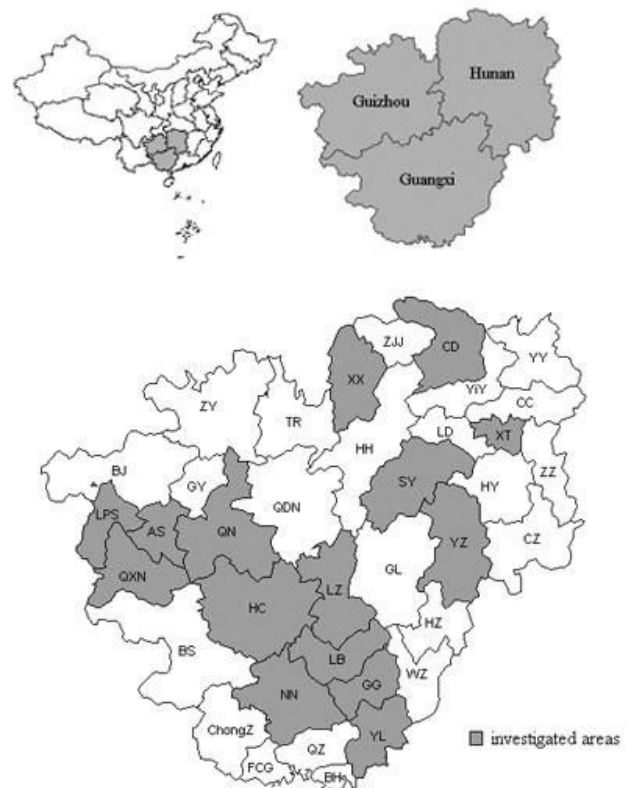 Hunan
Guizhou
Guangxi
ZJJ
CD
YY
XX
YiY
CC
ZY
TR
LD
XT
HH
BJ
GY
SY
HY
ZZ
QDN
LPS
AS
QN
YZ
CZ
QXN
GL
LZ
HC
HZ
BS
LB
WZ
NN
GG
ChongZ
QZ
YL
investigated areas
FCG
BH